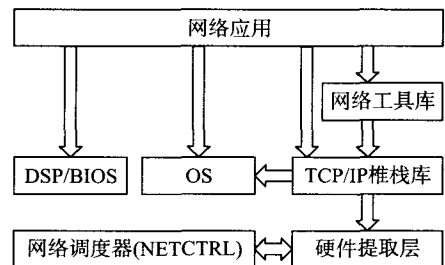 网络应用
网络工具库
DSP/BIOS
OS
TCP/IP椎栈库
网络调度器(NETCTRL)
硬件提取层